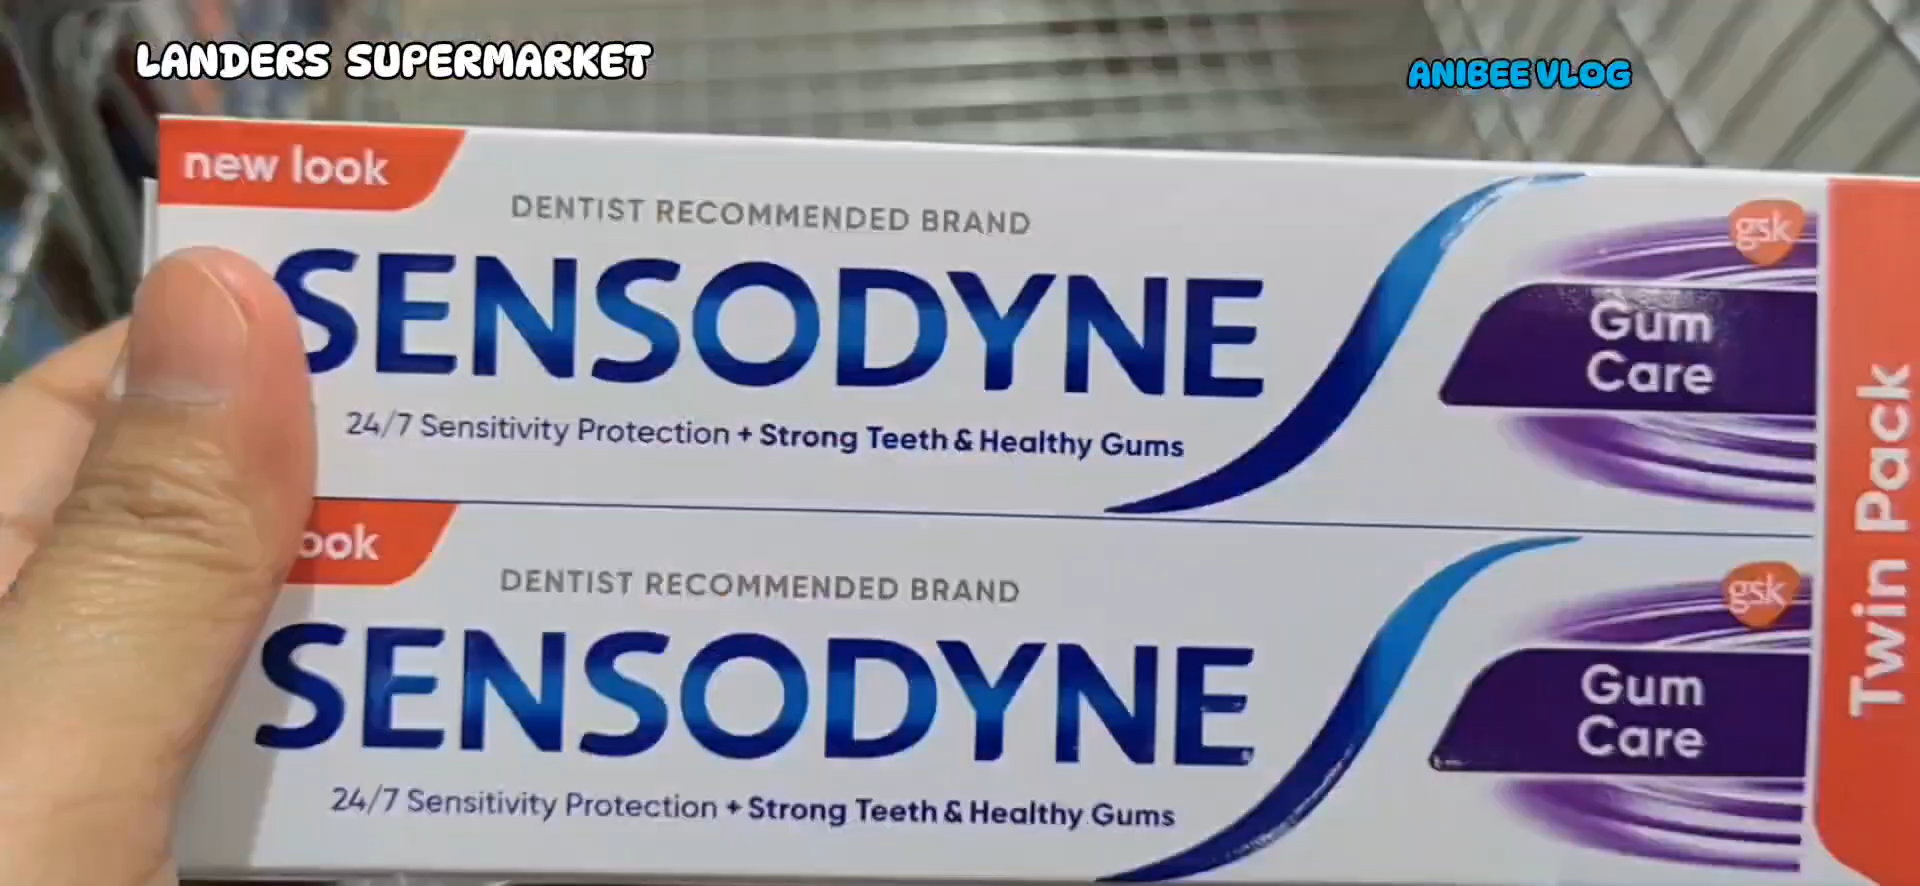 LANDERS SUPERMARKET
ANIBEE VLOG
new look
DENTIST RECOMMENDED BRAND
SENSODYNE
24/7 Sensitivity Protection + Strong Teeth & Healthy Gums
gsk
Gum
Care
ook
DENTIST RECOMMENDED BRAND
SENSODYNE
24/7 Sensitivity Protection + Strong Teeth & Healthy Gums
gsk
Gum
Care
Twin Pack